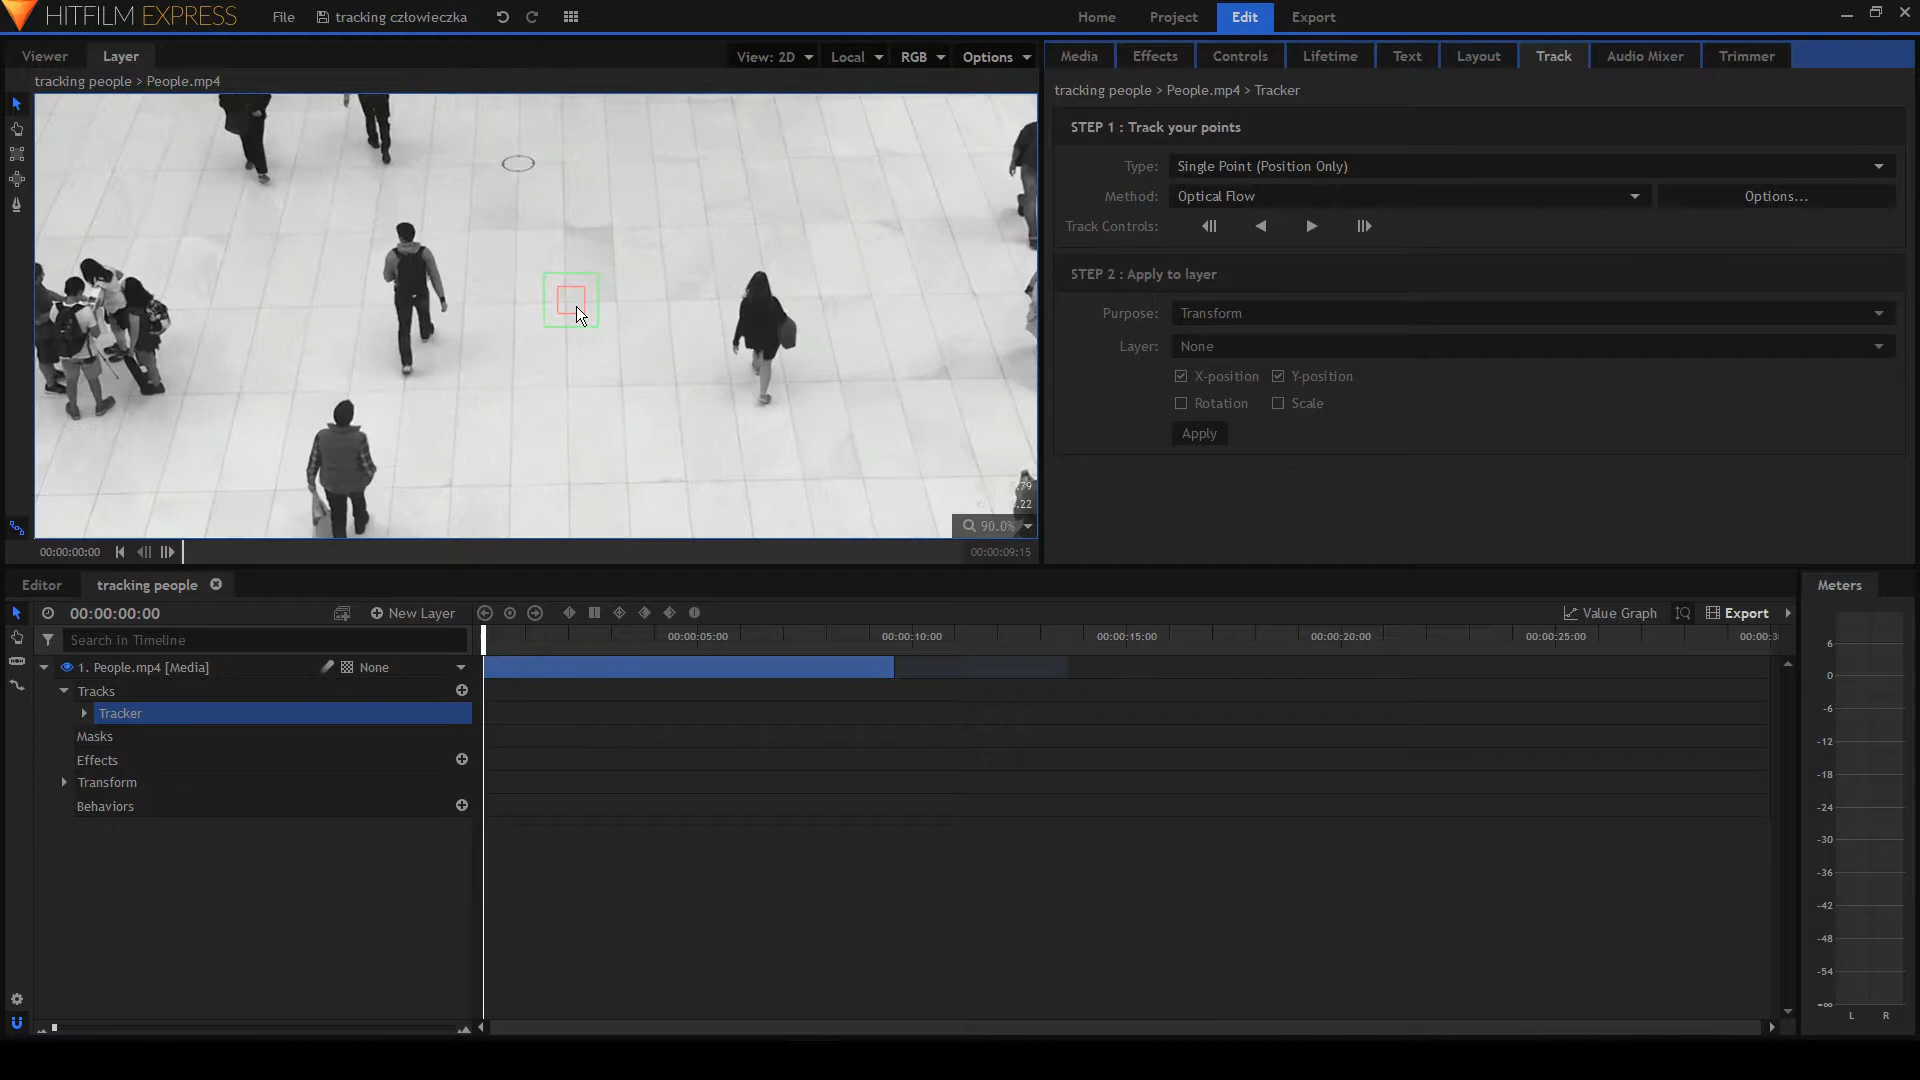 HITFILM EXPRESS
File
tracking człowieczka
Home
Project
Edit
Export
Viewer
Layer
View: 2D
Local
RGB
Options
tracking people > People.mp4
90.0%
00:00:00:00
00:00:09:15
Media
Effects
Controls
Lifetime
Text
Layout
Track
Audio Mixer
Trimmer
tracking people > People.mp4 > Tracker
STEP 1 : Track your points
Type: Single Point (Position Only)
Method: Optical Flow Options...
Track Controls:
STEP 2 : Apply to layer
Purpose: Transform
Layer: None
X-position Y-position
Rotation Scale
Apply
Editor
tracking people
00:00:00:00
New Layer
Value Graph
Export
Search in Timeline
00:00:05:00 00:00:10:00 00:00:15:00 00:00:20:00 00:00:25:00
1. People.mp4 [Media] None
Tracks
Tracker
Masks
Effects
Transform
Behaviors
Meters
6
0
-6
-12
-18
-24
-30
-36
-42
-48
-54
-∞
L R